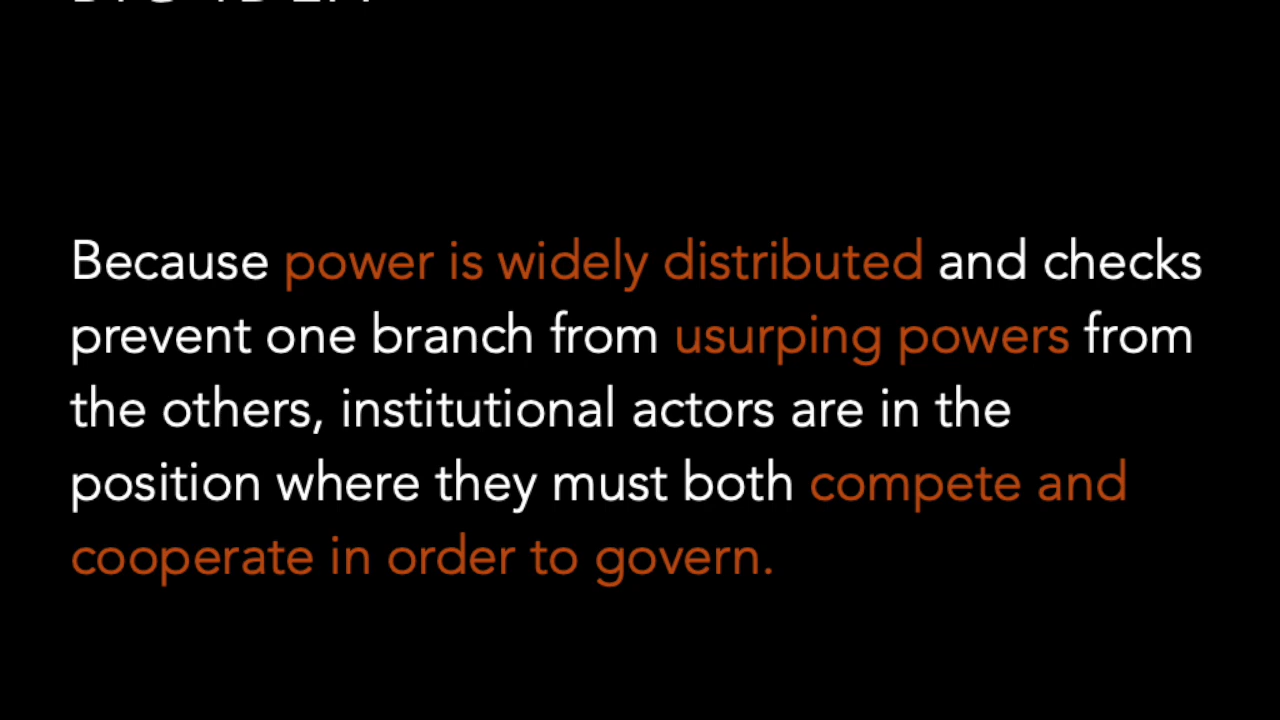 Because power is widely distributed and checks
prevent one branch from usurping powers from
the others, institutional actors are in the
position where they must both compete and
cooperate in order to govern.